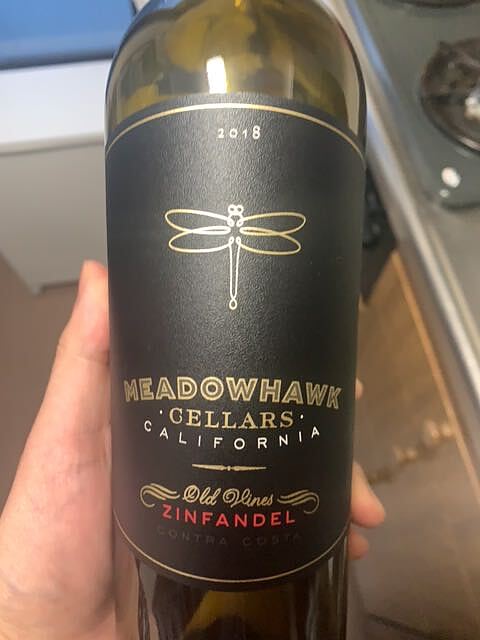 2018
MEADOWHAWK
·CELLARS·
CALIFORNIA
Old Vines
ZINFANDEL
CONTRA COSTA